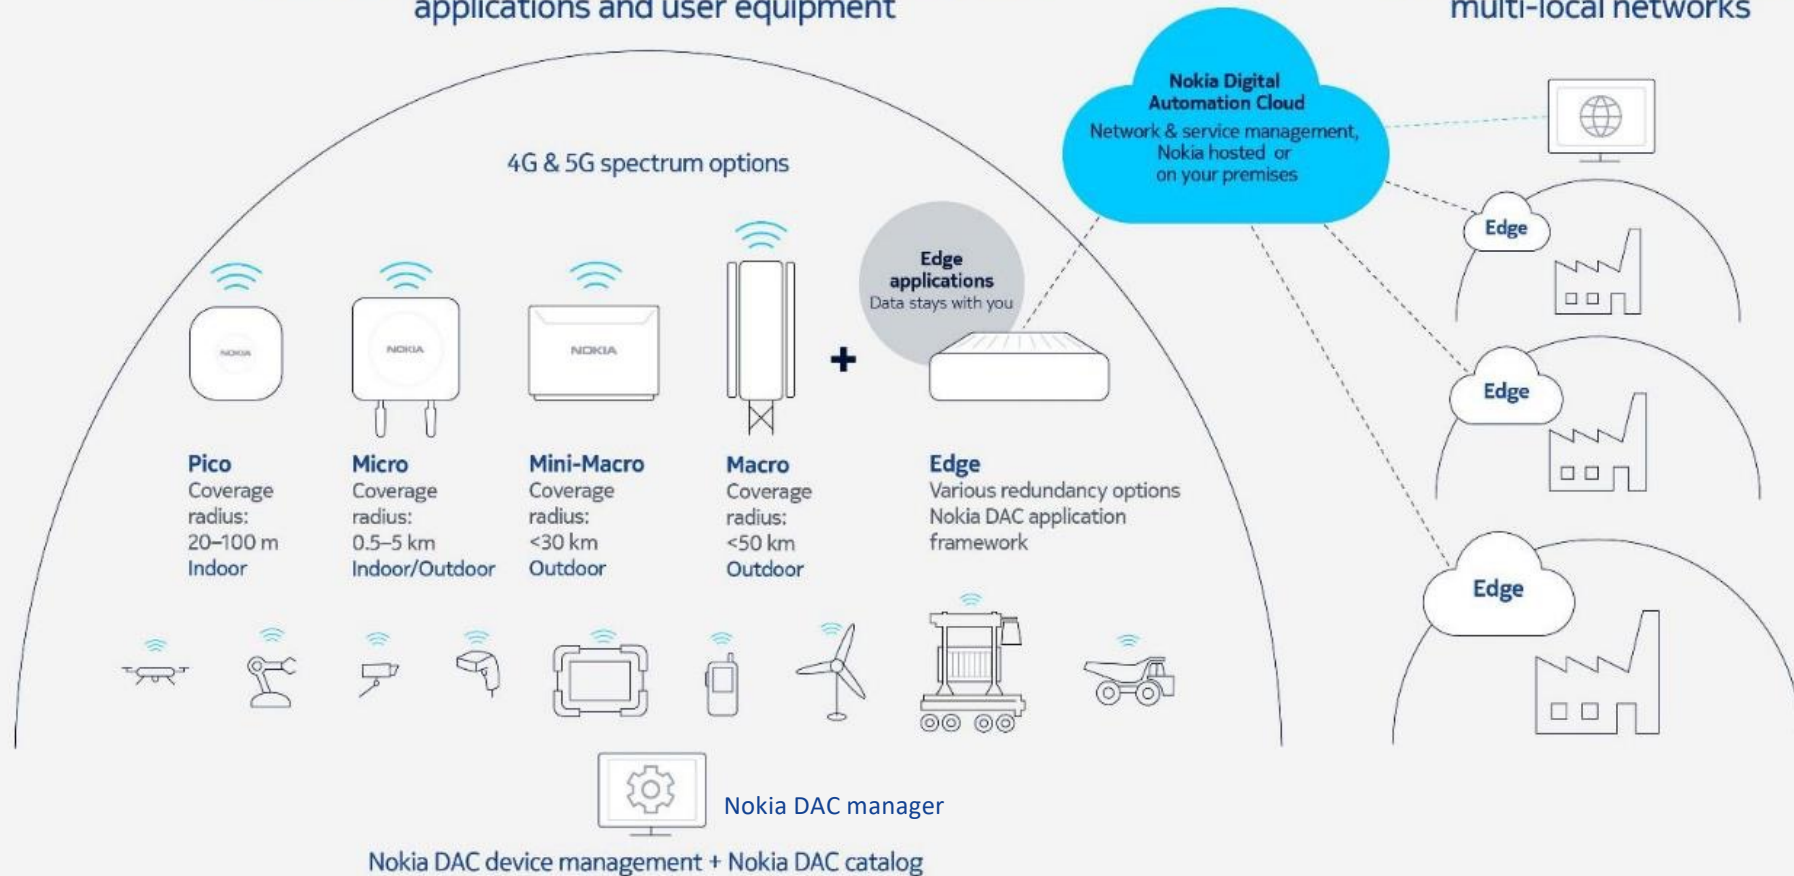 applications and user equipment
multi-local networks
Nokia Digital
Automation Cloud
Network & service management,
Nokia hosted or
on your premises
4G & 5G spectrum options
Edge
applications
Data stays with you
NOKIA
NOKIA
NOKIA
+
Pico
Coverage
radius:
20–100 m
Indoor
Micro
Coverage
radius:
0.5–5 km
Indoor/Outdoor
Mini-Macro
Coverage
radius:
<30 km
Outdoor
Macro
Coverage
radius:
<50 km
Outdoor
Edge
Various redundancy options
Nokia DAC application
framework
Edge
Edge
Edge
Nokia DAC manager
Nokia DAC device management + Nokia DAC catalog